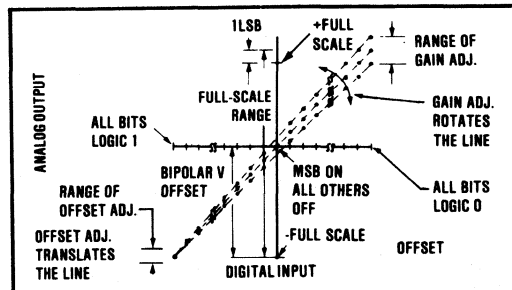 1LSB
+FULL
SCALE
RANGE OF
GAIN ADJ.
FULL-SCALE
RANGE
GAIN ADJ.
ROTATES
THE LINE
ANALOG OUTPUT
ALL BITS
LOGIC 1
BIPOLAR V
OFFSET
MSB ON
ALL OTHERS
OFF
ALL BITS
LOGIC 0
RANGE OF
OFFSET ADJ.
OFFSET ADJ.
TRANSLATES
THE LINE
-FULL SCALE
OFFSET
DIGITAL INPUT